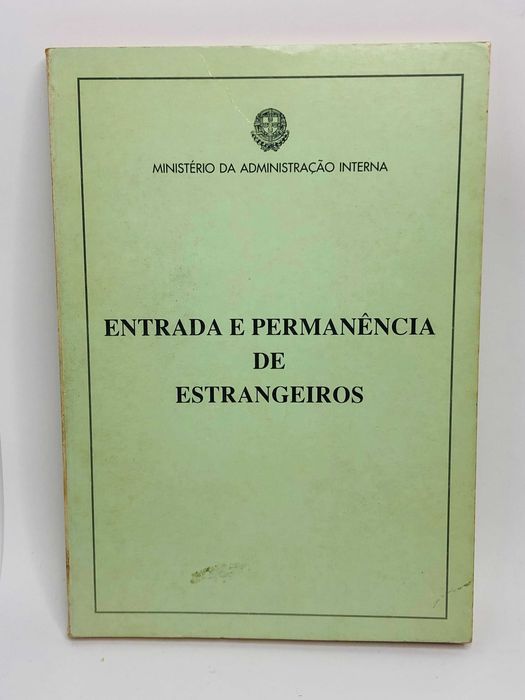 MINISTÉRIO DA ADMINISTRAÇÃO INTERNA
ENTRADA E PERMANÊNCIA
DE
ESTRANGEIROS